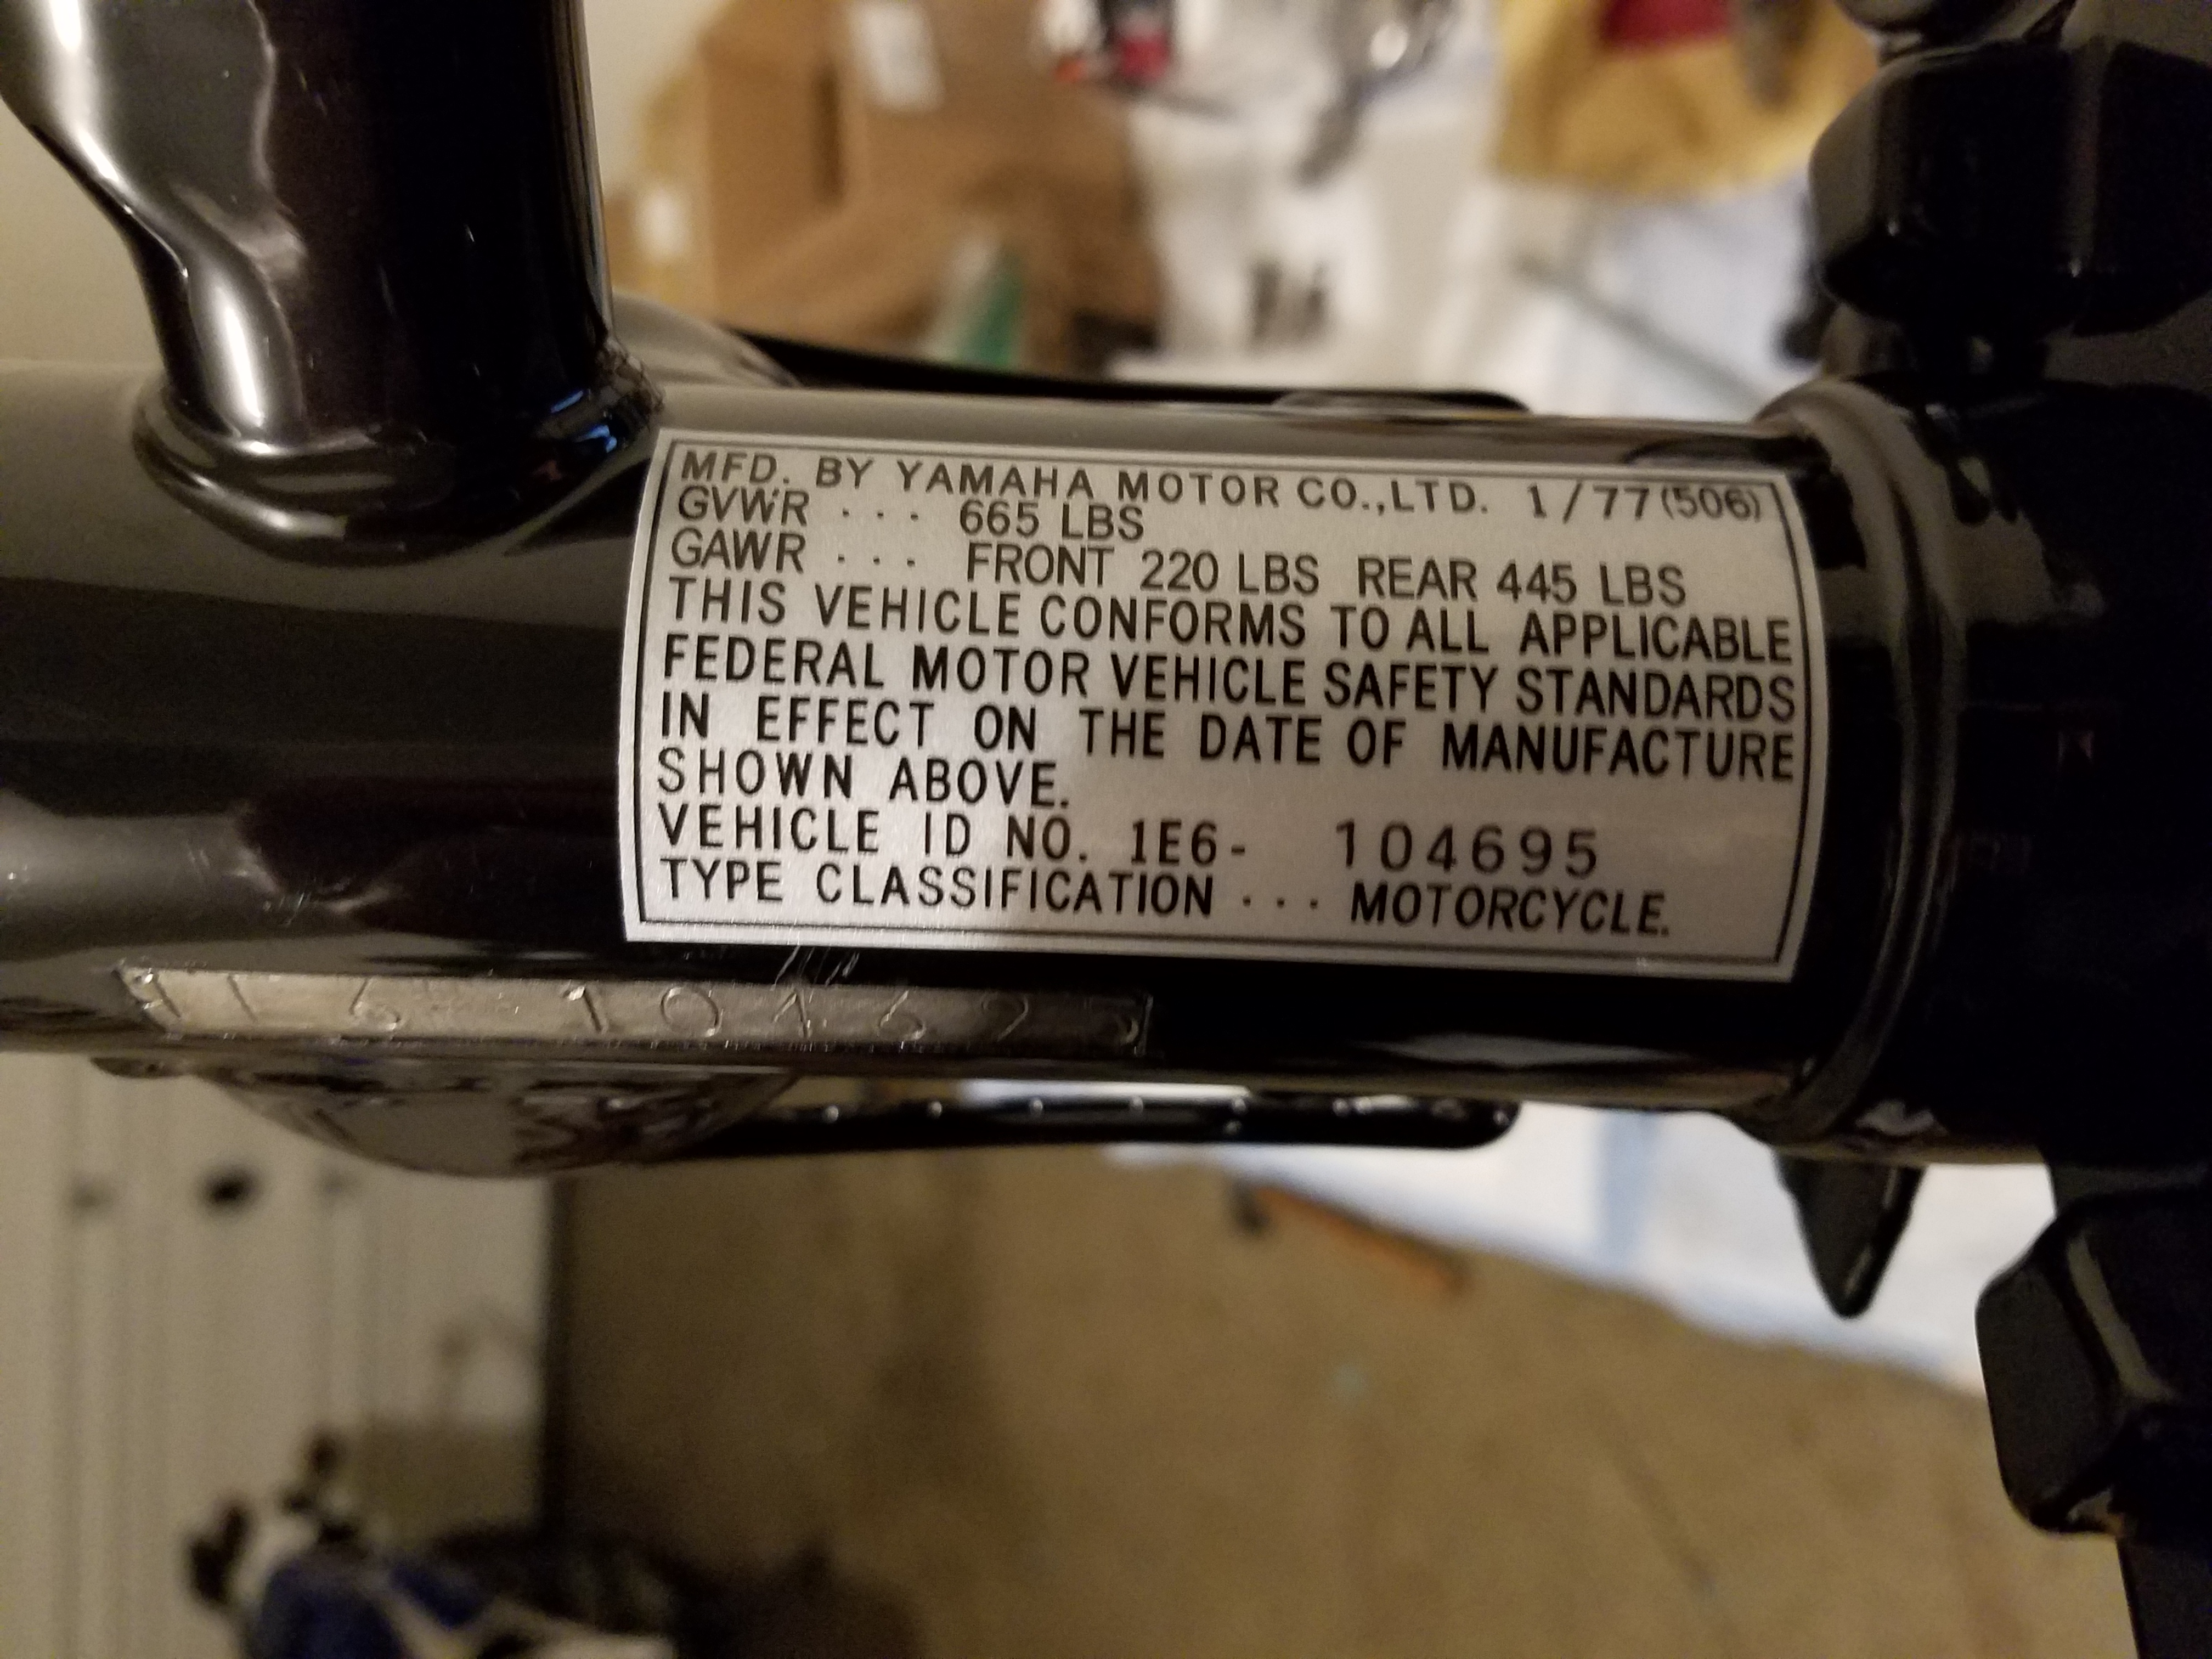 MFD. BY YAMAHA MOTOR CO.,LTD. 1/77(506)
GVWR ... 665 LBS
GAWR ... FRONT 220 LBS REAR 445 LBS
THIS VEHICLE CONFORMS TO ALL APPLICABLE
FEDERAL MOTOR VEHICLE SAFETY STANDARDS
IN EFFECT ON THE DATE OF MANUFACTURE
SHOWN ABOVE.
VEHICLE ID NO. 1E6- 104695
TYPE CLASSIFICATION ... MOTORCYCLE.